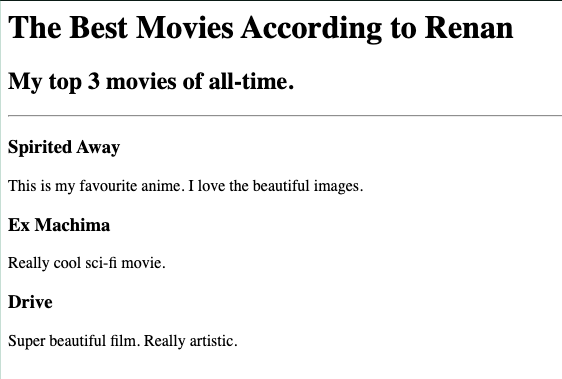 The Best Movies According to Renan
My top 3 movies of all-time.
Spirited Away
This is my favourite anime. I love the beautiful images.
Ex Machima
Really cool sci-fi movie.
Drive
Super beautiful film. Really artistic.